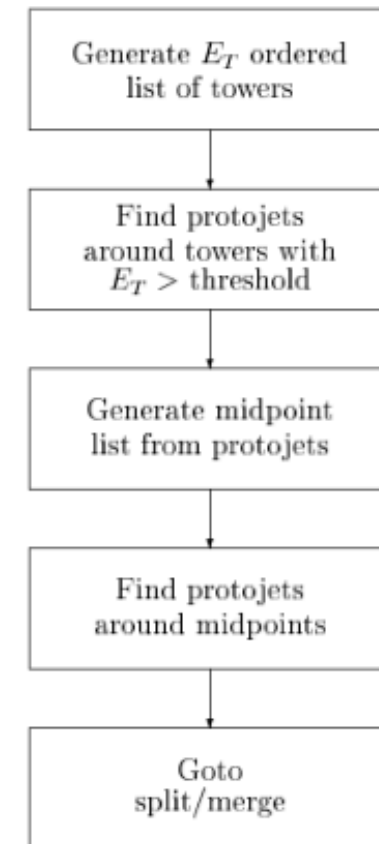 Generate E_T ordered
list of towers
Find protojets
around towers with
E_T > threshold
Generate midpoint
list from protojets
Find protojets
around midpoints
Goto
split/merge